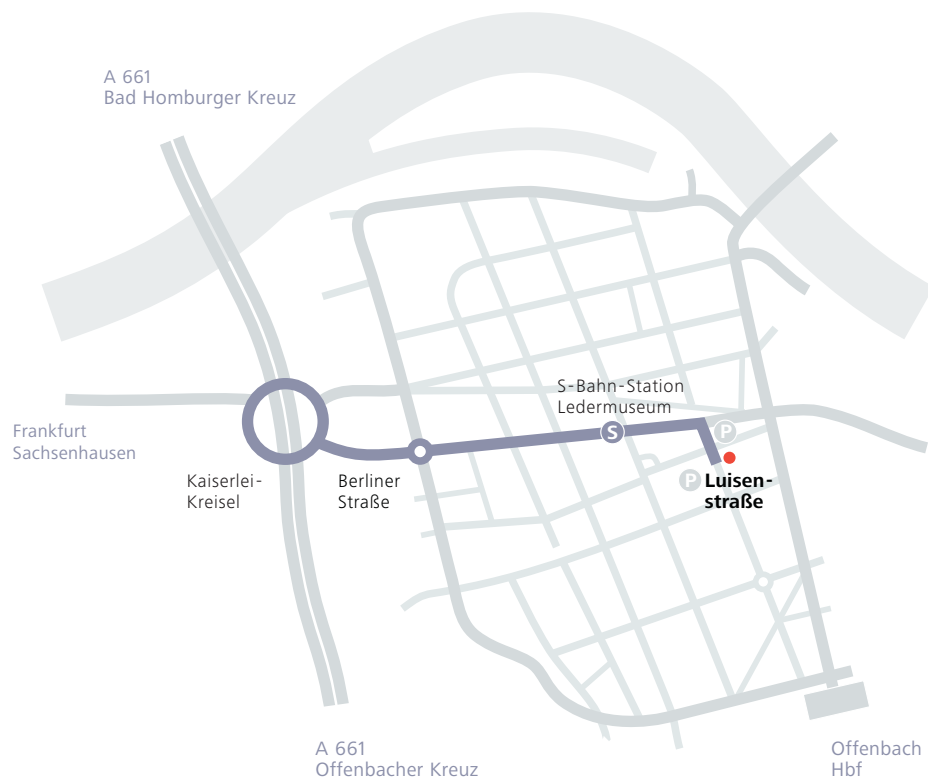 A 661
Bad Homburger Kreuz
S-Bahn-Station
Ledermuseum
Frankfurt
Sachsenhausen
S
P
Kaiserlei-
Kreisel
Berliner
Straße
P
Luisen-
straße
A 661
Offenbacher Kreuz
Offenbach
Hbf